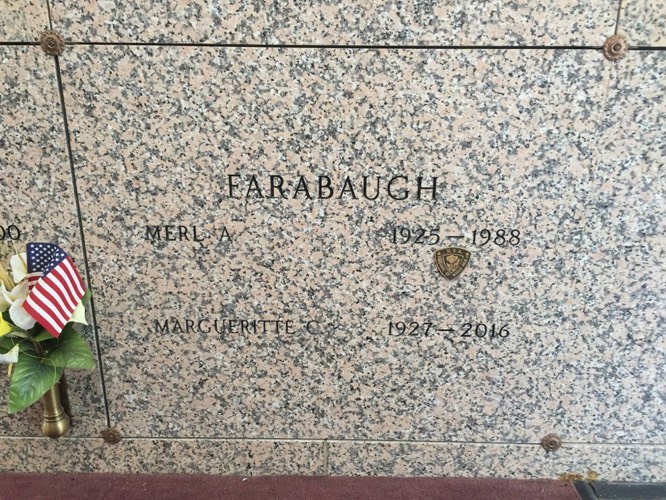 FARABAUGH
MERL A 1925 – 1988
MARGUERITTE C 1927 – 2016